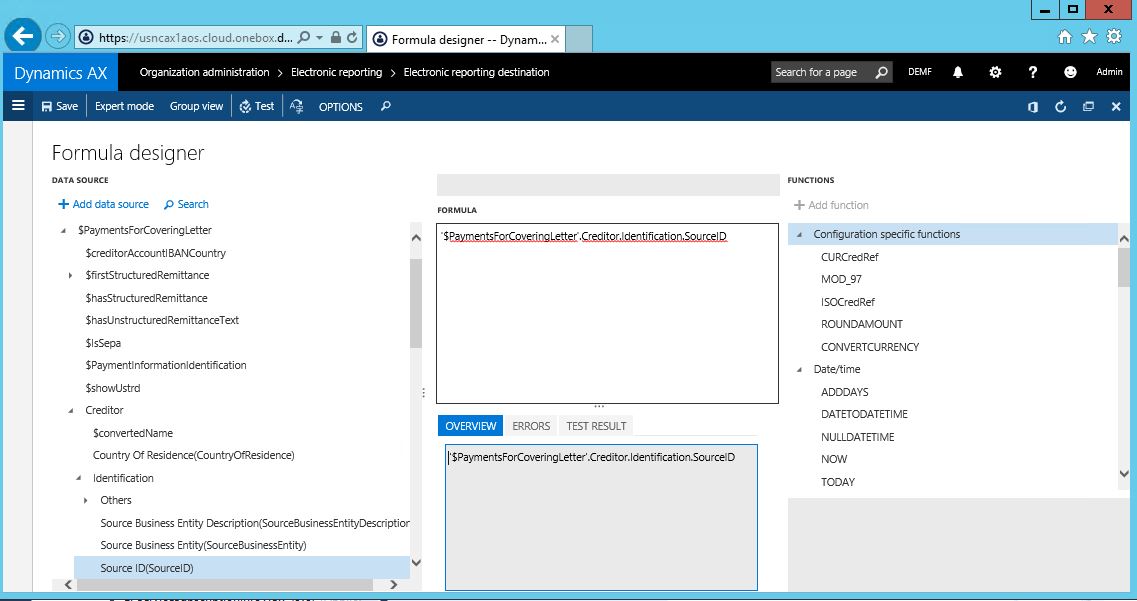 https://usncax1aos.cloud.onebox.d...
Formula designer -- Dynam...
Dynamics AX
Organization administration > Electronic reporting > Electronic reporting destination
Search for a page
DEMF
?
Admin
Save
Expert mode
Group view
Test
OPTIONS
Formula designer
DATA SOURCE
+ Add data source
Search
$PaymentsForCoveringLetter
$creditorAccountIBANCountry
$firstStructuredRemittance
$hasStructuredRemittance
$hasUnstructuredRemittanceText
$IsSepa
$PaymentInformationIdentification
$showUstrd
Creditor
$convertedName
Country Of Residence(CountryOfResidence)
Identification
Others
Source Business Entity Description(SourceBusinessEntityDescription
Source Business Entity(SourceBusinessEntity)
Source ID(SourceID)
FORMULA
'$PaymentsForCoveringLetter'.Creditor.Identification.SourceID
OVERVIEW
ERRORS
TEST RESULT
'$PaymentsForCoveringLetter'.Creditor.Identification.SourceID
FUNCTIONS
+ Add function
Configuration specific functions
CURCredRef
MOD_97
ISOCredRef
ROUNDAMOUNT
CONVERTCURRENCY
Date/time
ADDDAYS
DATETODATETIME
NULLDATETIME
NOW
TODAY